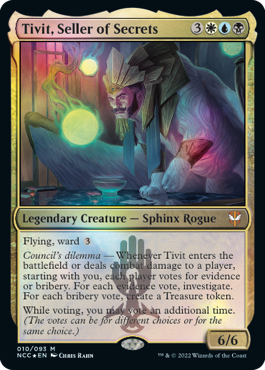 Tivit, Seller of Secrets 3
Legendary Creature — Sphinx Rogue
Flying, ward 3
Council's dilemma — Whenever Tivit enters the
battlefield or deals combat damage to a player,
starting with you, each player votes for evidence
or bribery. For each evidence vote, investigate.
For each bribery vote, create a Treasure token.
While voting, you may vote an additional time.
(The votes can be for different choices or for the
same choice.)
6/6
010/093 M
NCC ★ EN CHRIS RAHN
™ & © 2022 Wizards of the Coast